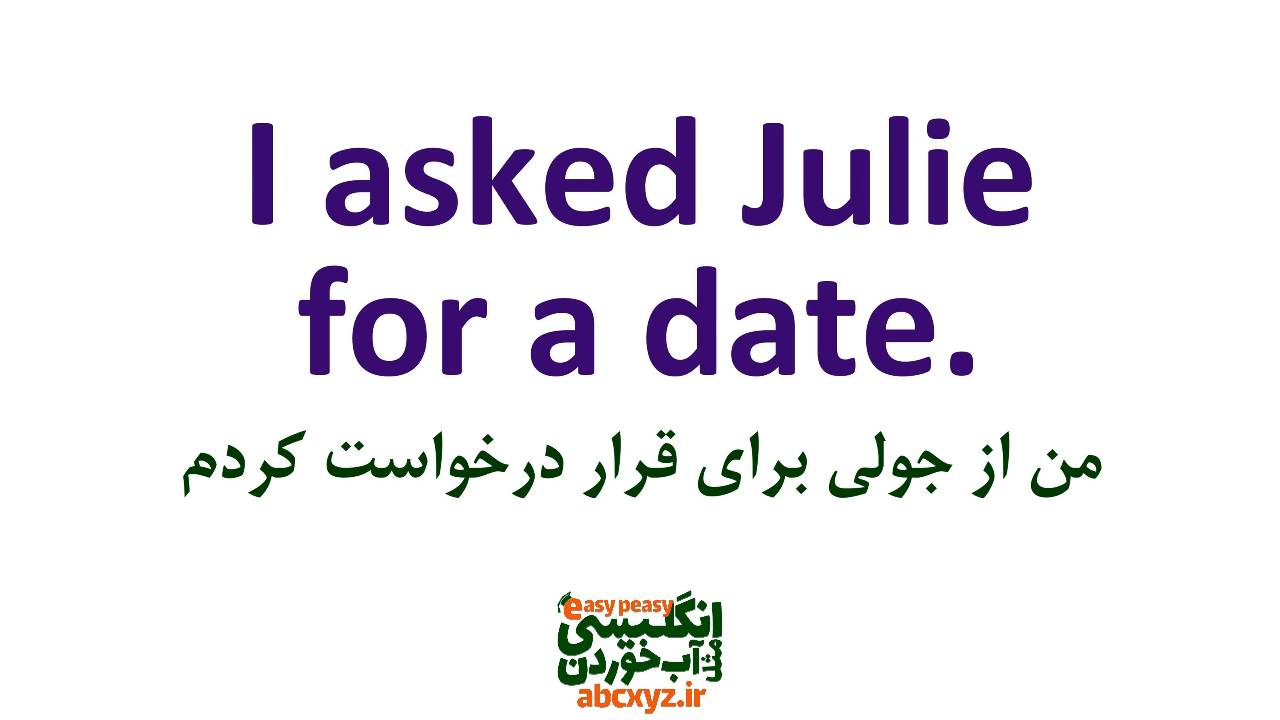 I asked Julie
for a date.
من از جولی برای قرار درخواست کردم
easy peasy
انگلیسی
مثل آب خوردن
abcxyz.ir